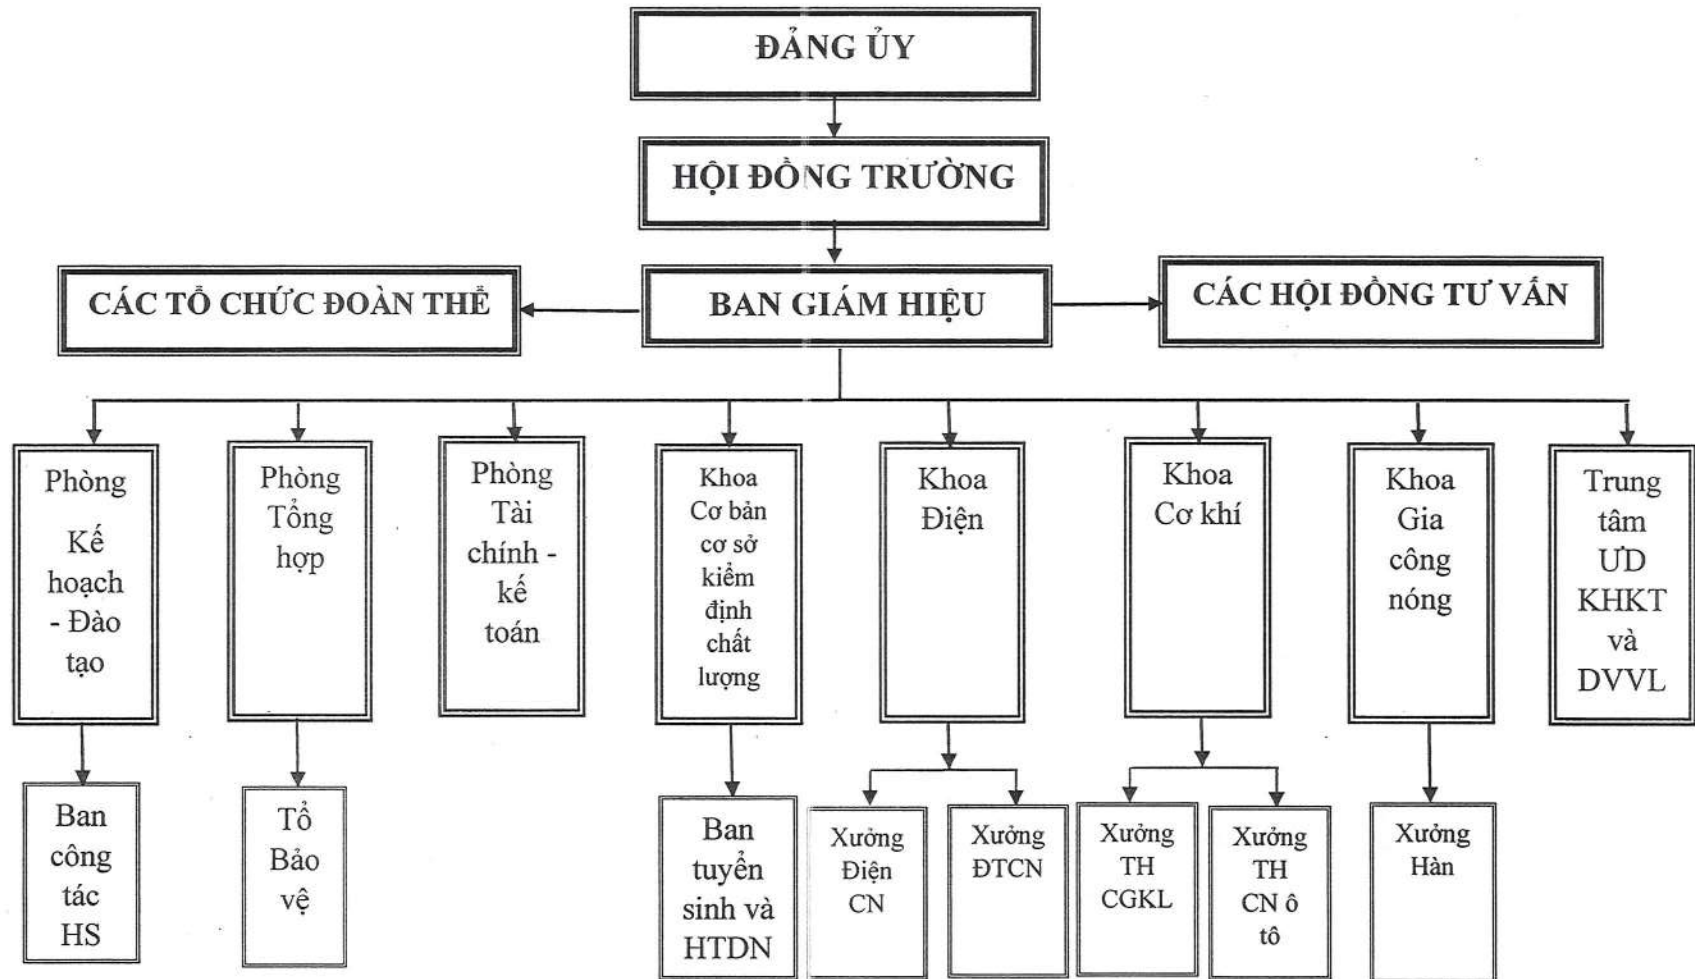 ĐẢNG ỦY
HỘI ĐỒNG TRƯỜNG
CÁC TỔ CHỨC ĐOÀN THỂ
BAN GIÁM HIỆU
CÁC HỘI ĐỒNG TƯ VẤN
Phòng
Kế
hoạch
- Đào
tạo
Phòng
Tổng
hợp
Phòng
Tài
chính -
kế
toán
Khoa
Cơ bản
cơ sở
kiểm
định
chất
lượng
Khoa
Điện
Khoa
Cơ khí
Khoa
Gia
công
nóng
Trung
tâm
ƯD
KHKT
và
DVVL
Ban
công
tác
HS
Tổ
Bảo
vệ
Ban
tuyển
sinh và
HTDN
Xưởng
Điện
CN
Xưởng
ĐTCN
Xưởng
TH
CGKL
Xưởng
TH
CN ô
tô
Xưởng
Hàn